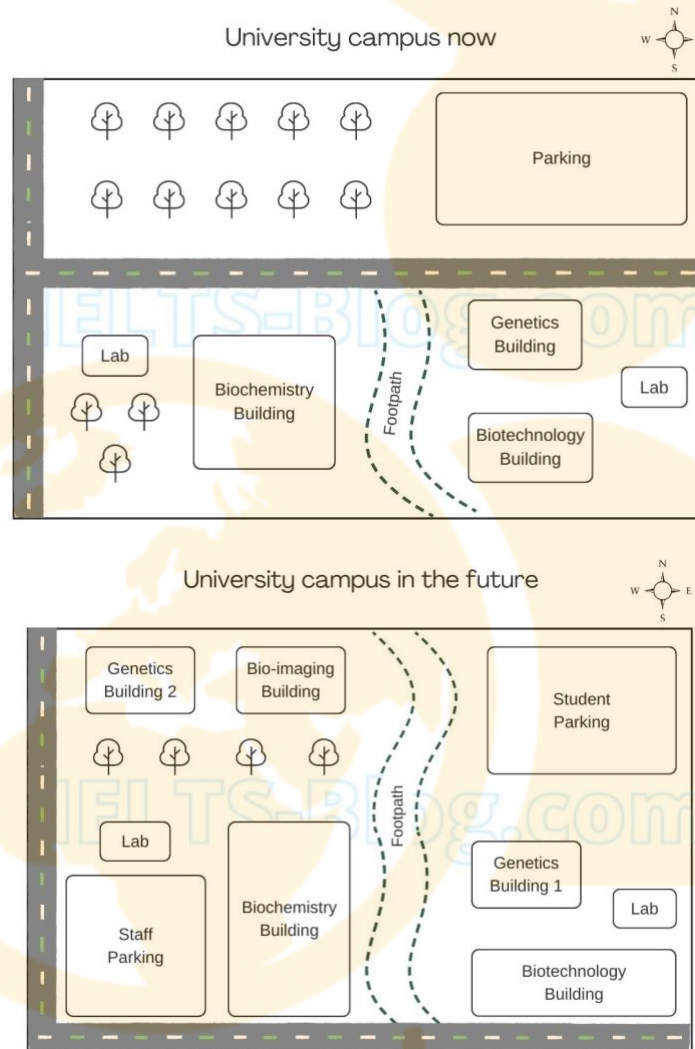 University campus now
N
W
S
Parking
IELTS-Blog.com
Genetics
Building
Lab
Biochemistry
Building
Lab
Footpath
Biotechnology
Building
University campus in the future
N
W E
S
Genetics
Building 2
Bio-imaging
Building
Student
Parking
IELTS-Blog.com
Footpath
Lab
Genetics
Building 1
Biochemistry
Building
Lab
Staff
Parking
Biotechnology
Building